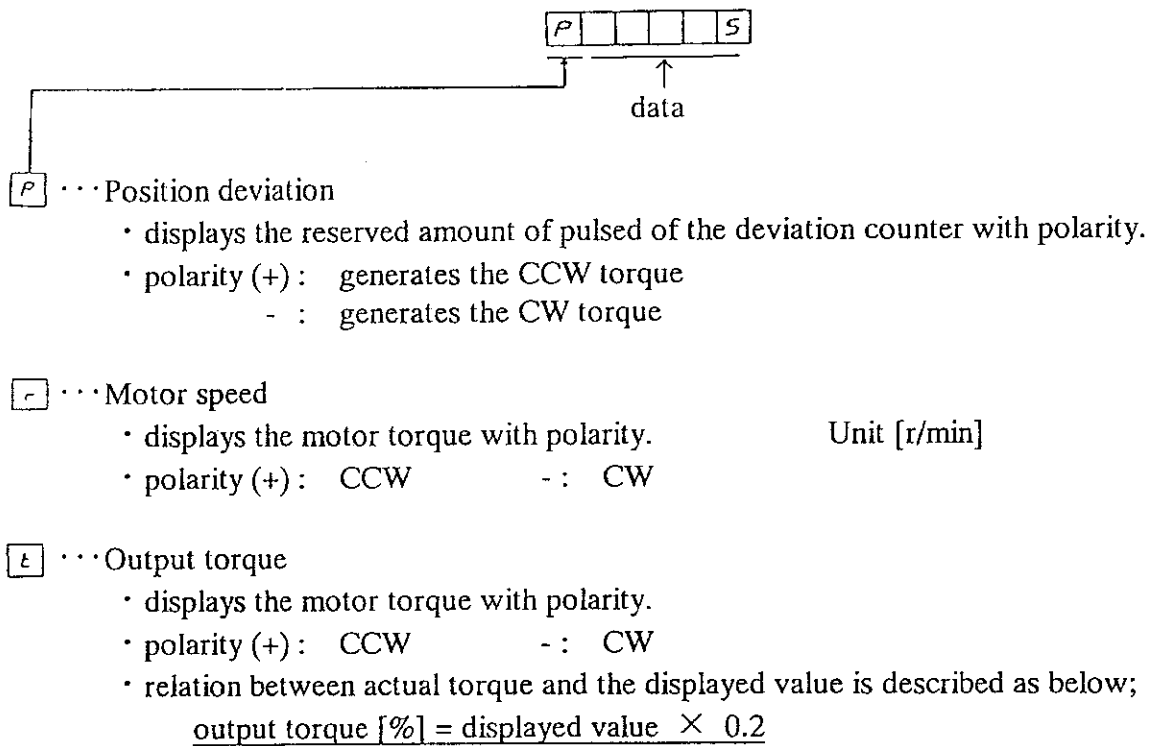 P 5
data
P ···Position deviation
・displays the reserved amount of pulsed of the deviation counter with polarity.
・polarity (+) : generates the CCW torque
- : generates the CW torque
r ···Motor speed
・displays the motor torque with polarity. Unit [r/min]
・polarity (+) : CCW - : CW
t ···Output torque
・displays the motor torque with polarity.
・polarity (+) : CCW - : CW
・relation between actual torque and the displayed value is described as below;
output torque [%] = displayed value × 0.2